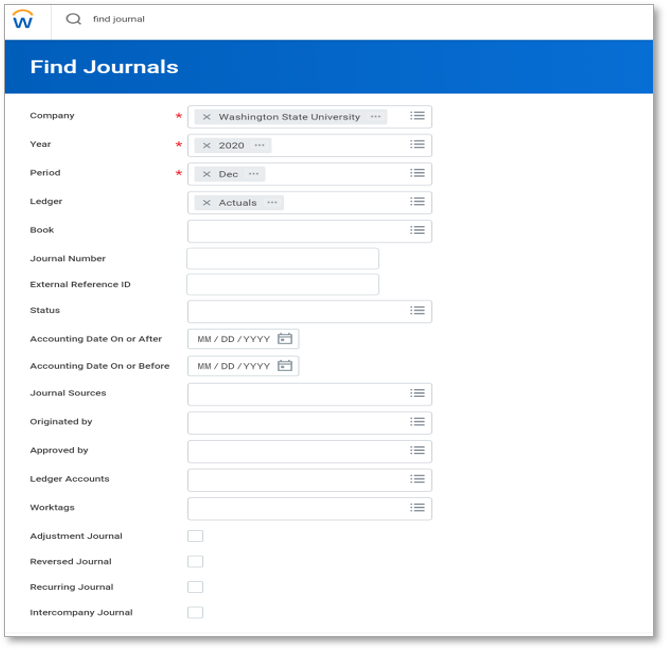 w
find journal
Find Journals
Company * × Washington State University ···
Year * × 2020 ···
Period * × Dec ···
Ledger × Actuals ···
Book
Journal Number
External Reference ID
Status
Accounting Date On or After MM / DD / YYYY
Accounting Date On or Before MM / DD / YYYY
Journal Sources
Originated by
Approved by
Ledger Accounts
Worktags
Adjustment Journal
Reversed Journal
Recurring Journal
Intercompany Journal